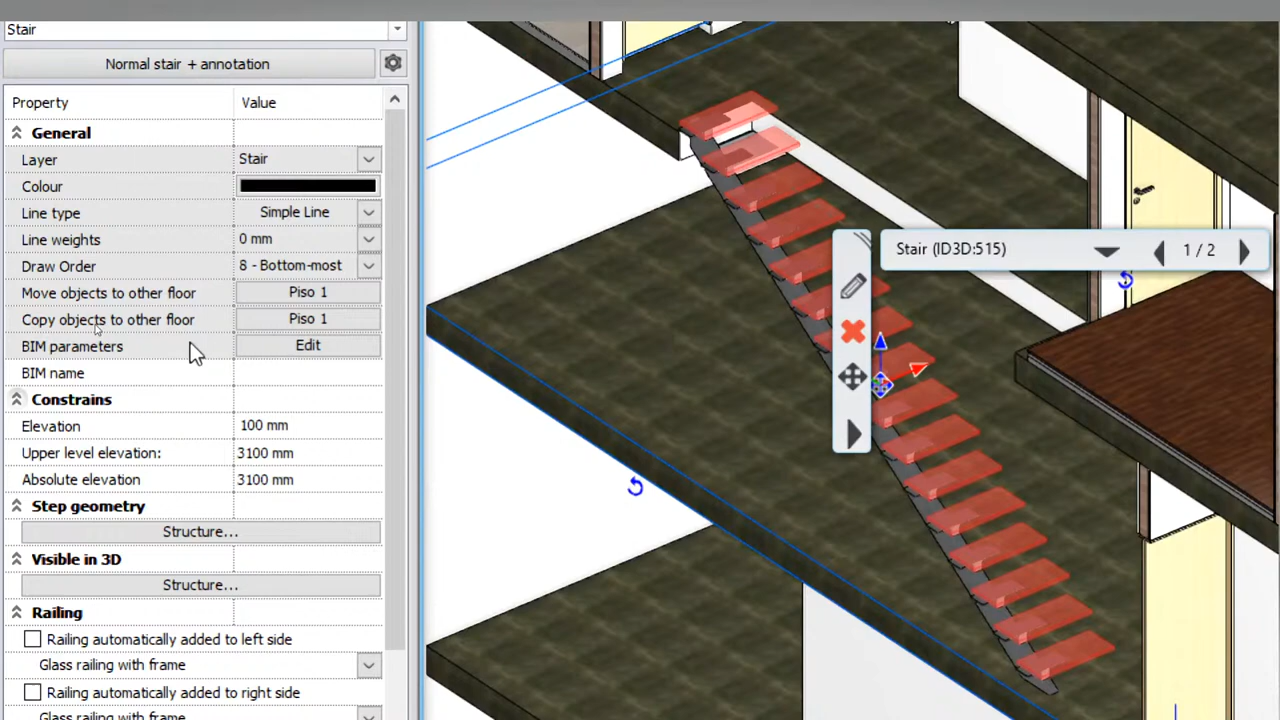 Stair
Normal stair + annotation
Property Value
General
Layer Stair
Colour
Line type Simple Line
Line weights 0 mm
Draw Order 8 - Bottom-most
Move objects to other floor Piso 1
Copy objects to other floor Piso 1
BIM parameters Edit
BIM name
Constrains
Elevation 100 mm
Upper level elevation: 3100 mm
Absolute elevation 3100 mm
Step geometry
Structure...
Visible in 3D
Structure...
Railing
Railing automatically added to left side
Glass railing with frame
Railing automatically added to right side
Glass railing with frame
Stair (ID3D:515) 1 / 2